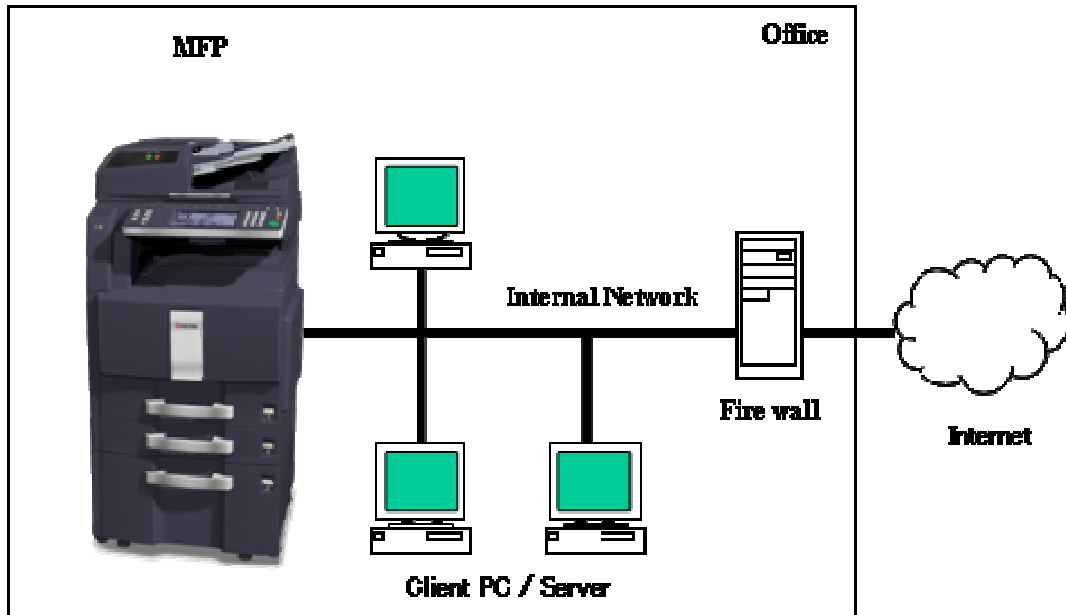 MFP
Office
Internal Network
Fire wall
Internet
Client PC / Server